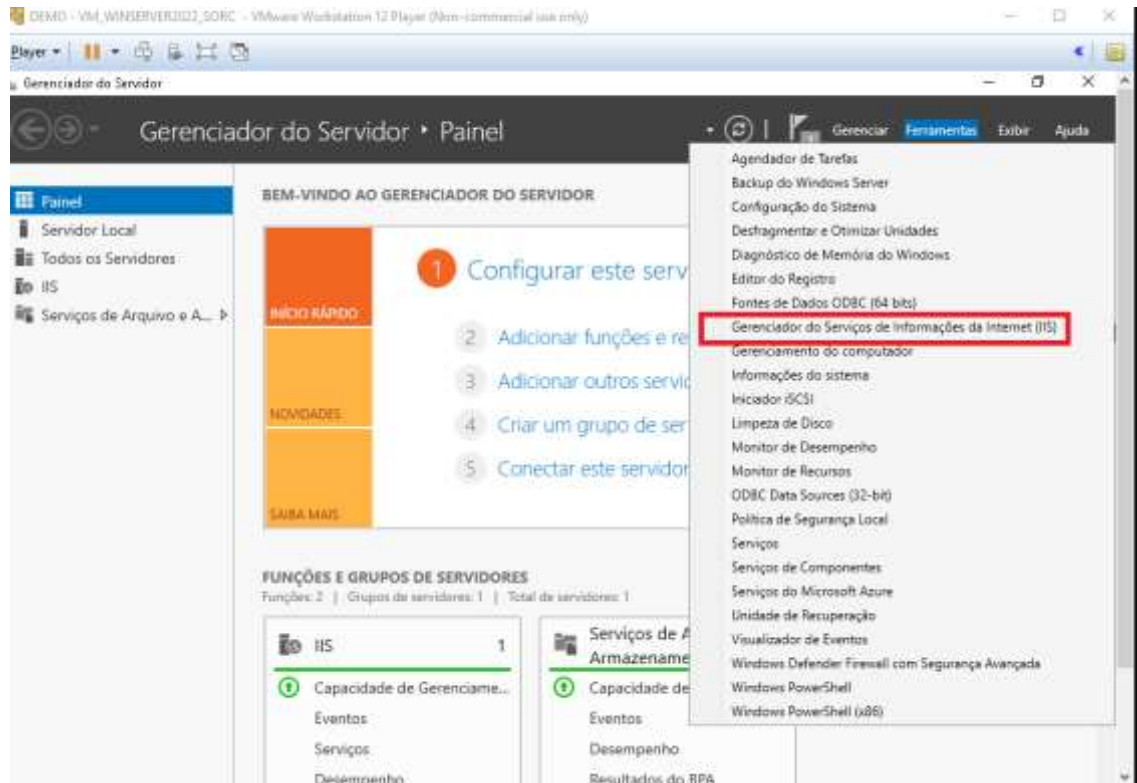 DEMO - VM_WINSERVER2022_SORC - VMware Workstation 12 Player (Non-commercial use only)
Player
Gerenciador do Servidor
Gerenciador do Servidor • Painel
Gerenciar Ferramentas Exibir Ajuda
Painel
Servidor Local
Todos os Servidores
IIS
Serviços de Arquivo e A...
BEM-VINDO AO GERENCIADOR DO SERVIDOR
INÍCIO RÁPIDO
NOVIDADES
SAIBA MAIS
1 Configurar este serv
2 Adicionar funções e re
3 Adicionar outros servid
4 Criar um grupo de ser
5 Conectar este servidor
FUNÇÕES E GRUPOS DE SERVIDORES
Funções: 2 | Grupos de servidores: 1 | Total de servidores: 1
IIS 1
Capacidade de Gerenciame...
Eventos
Serviços
Desempenho
Serviços de A
Armazename
Capacidade de
Eventos
Desempenho
Resultados do BPA
Agendador de Tarefas
Backup do Windows Server
Configuração do Sistema
Desfragmentar e Otimizar Unidades
Diagnóstico de Memória do Windows
Editor do Registro
Fontes de Dados ODBC (64 bits)
Gerenciador do Serviços de Informações da Internet (IIS)
Gerenciamento do computador
Informações do sistema
Iniciador iSCSI
Limpeza de Disco
Monitor de Desempenho
Monitor de Recursos
ODBC Data Sources (32-bit)
Política de Segurança Local
Serviços
Serviços de Componentes
Serviços do Microsoft Azure
Unidade de Recuperação
Visualizador de Eventos
Windows Defender Firewall com Segurança Avançada
Windows PowerShell
Windows PowerShell (x86)